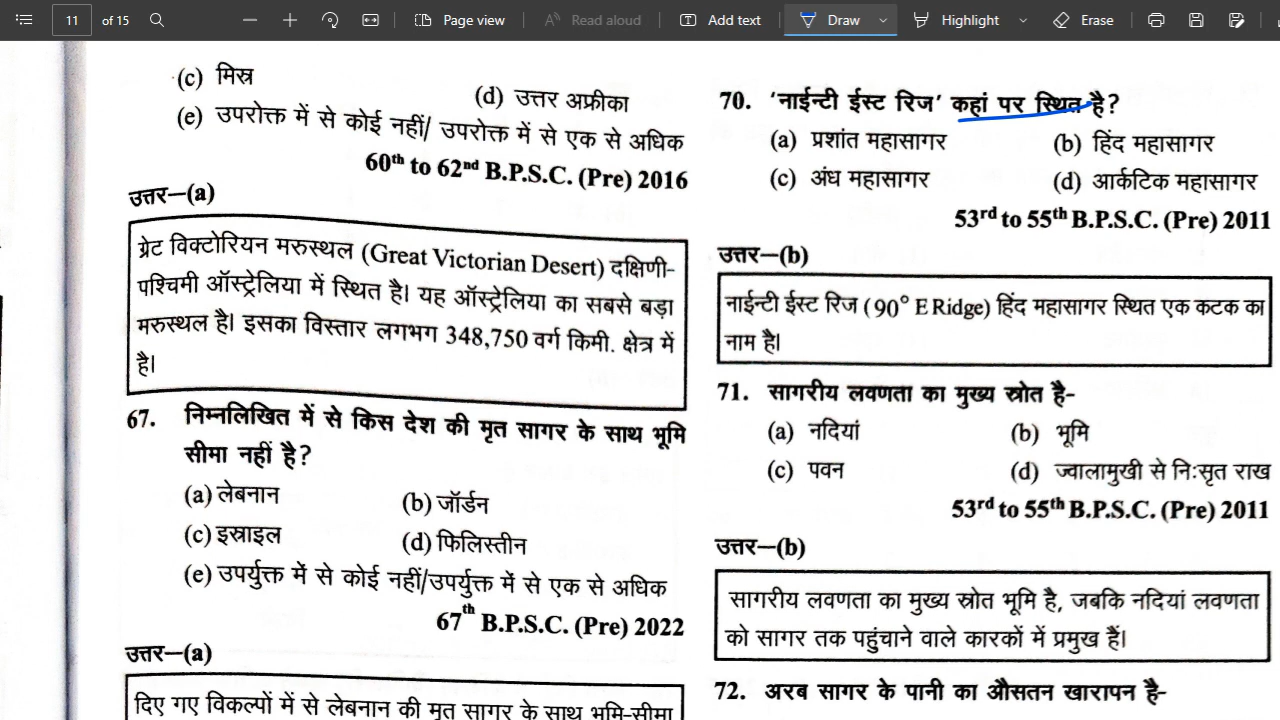 11 of 15 Page view Read aloud Add text Draw Highlight Erase
(c) मिस्र
(d) उत्तर अफ्रीका
(e) उपरोक्त में से कोई नहीं/ उपरोक्त में से एक से अधिक
60th to 62nd B.P.S.C. (Pre) 2016
उत्तर—(a)
ग्रेट विक्टोरियन मरुस्थल (Great Victorian Desert) दक्षिणी-
पश्चिमी ऑस्ट्रेलिया में स्थित है। यह ऑस्ट्रेलिया का सबसे बड़ा
मरुस्थल है। इसका विस्तार लगभग 348,750 वर्ग किमी. क्षेत्र में
है।
67. निम्नलिखित में से किस देश की मृत सागर के साथ भूमि
सीमा नहीं है?
(a) लेबनान (b) जॉर्डन
(c) इस्राइल (d) फिलिस्तीन
(e) उपर्युक्त में से कोई नहीं/उपर्युक्त में से एक से अधिक
67th B.P.S.C. (Pre) 2022
उत्तर—(a)
दिए गए विकल्पों में से लेबनान की मृत सागर के साथ भूमि-सीमा
70. 'नाईन्टी ईस्ट रिज' कहां पर स्थित है?
(a) प्रशांत महासागर (b) हिंद महासागर
(c) अंध महासागर (d) आर्कटिक महासागर
53rd to 55th B.P.S.C. (Pre) 2011
उत्तर—(b)
नाईन्टी ईस्ट रिज (90° E Ridge) हिंद महासागर स्थित एक कटक का
नाम है।
71. सागरीय लवणता का मुख्य स्रोत है-
(a) नदियां (b) भूमि
(c) पवन (d) ज्वालामुखी से निःसृत राख
53rd to 55th B.P.S.C. (Pre) 2011
उत्तर—(b)
सागरीय लवणता का मुख्य स्रोत भूमि है, जबकि नदियां लवणता
को सागर तक पहुंचाने वाले कारकों में प्रमुख हैं।
72. अरब सागर के पानी का औसतन खारापन है-